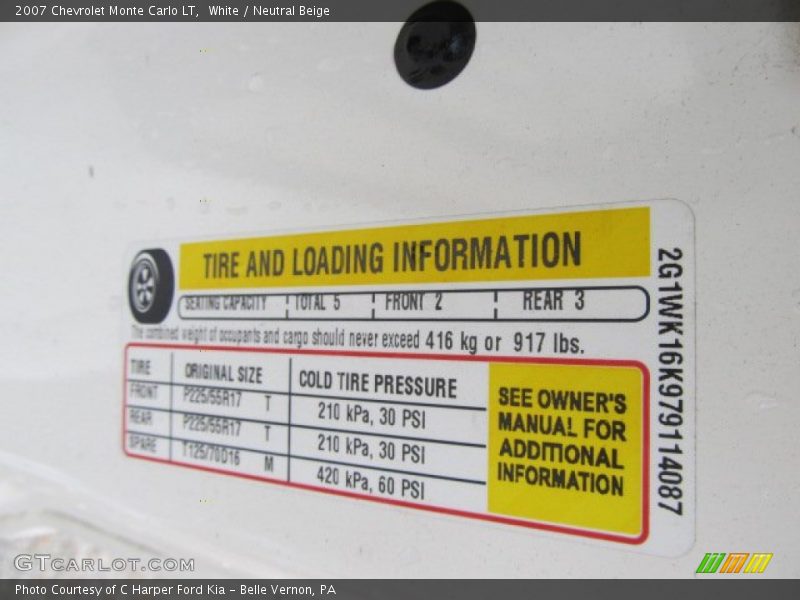 2007 Chevrolet Monte Carlo LT,  White / Neutral Beige
TIRE AND LOADING INFORMATION
SEATING CAPACITY TOTAL 5 FRONT 2 REAR 3
The combined weight of occupants and cargo should never exceed 416 kg or 917 lbs.
TIRE ORIGINAL SIZE COLD TIRE PRESSURE
FRONT P225/55R17 T 210 kPa, 30 PSI
REAR P225/55R17 T 210 kPa, 30 PSI
SPARE T125/70D16 M 420 kPa, 60 PSI
SEE OWNER'S
MANUAL FOR
ADDITIONAL
INFORMATION
2G1WK16K979114087
GTCARLOT.COM
Photo Courtesy of C Harper Ford Kia – Belle Vernon, PA